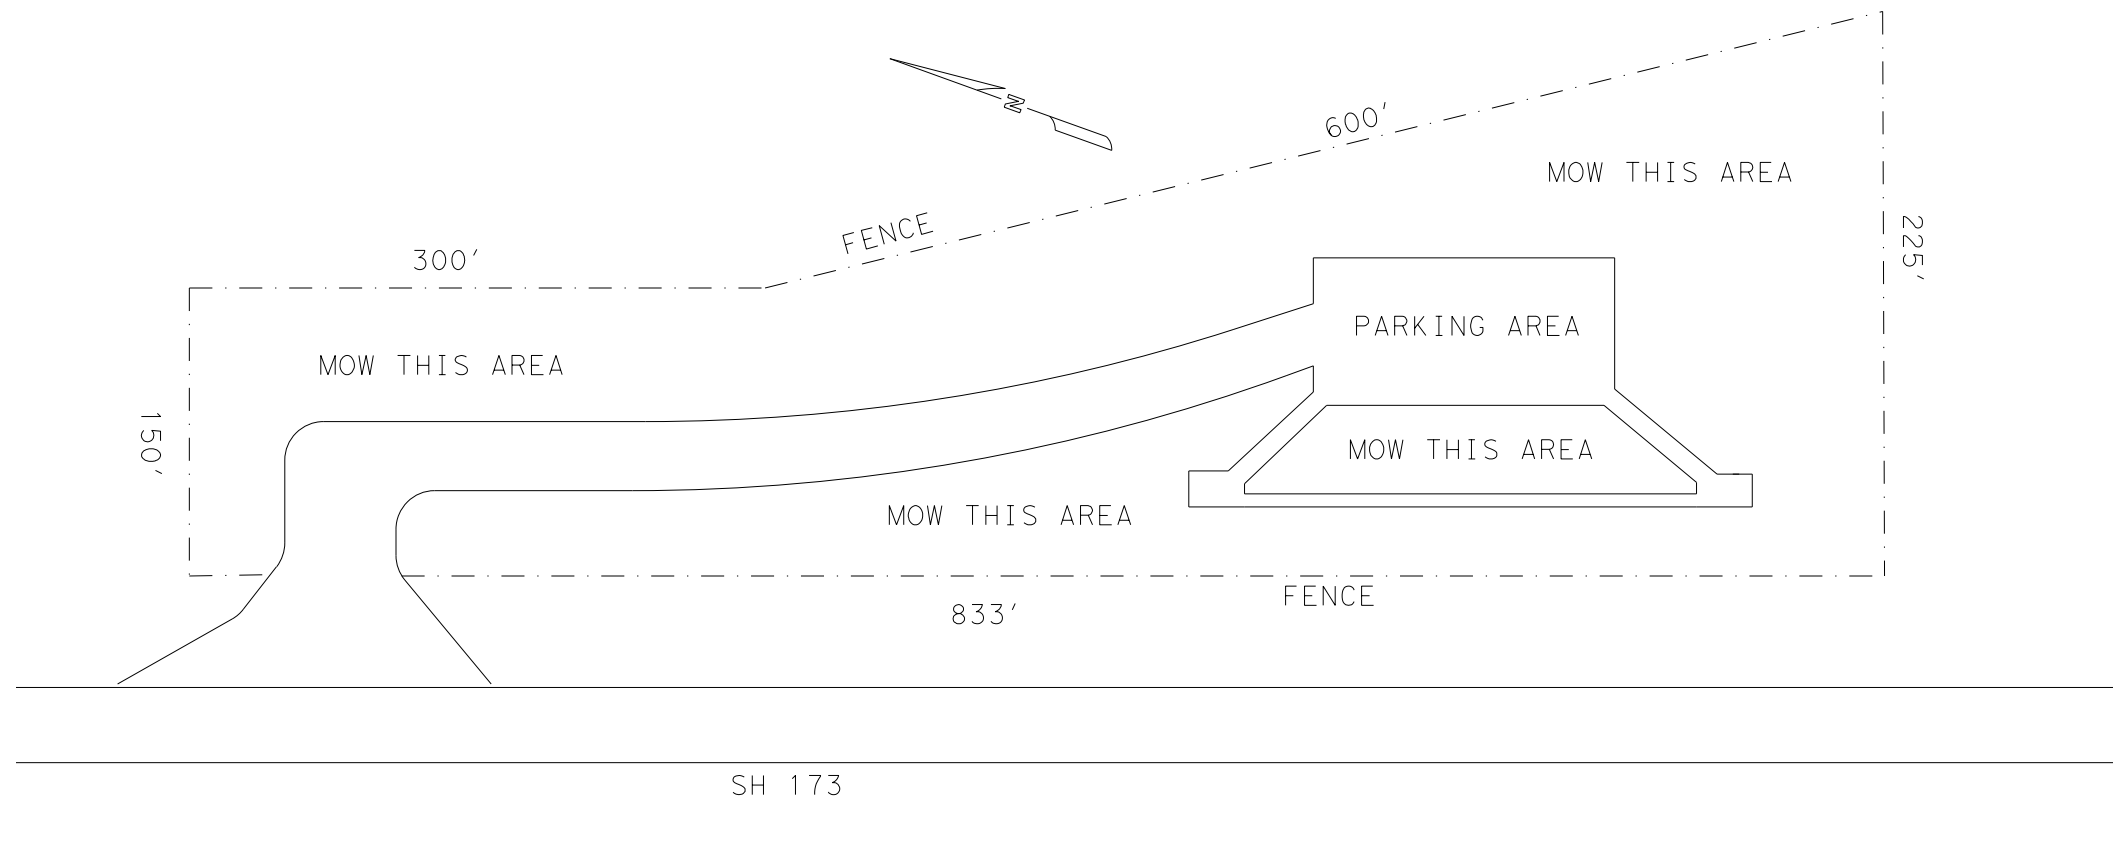 N
600'
MOW THIS AREA
FENCE
225'
300'
PARKING AREA
MOW THIS AREA
150'
MOW THIS AREA
MOW THIS AREA
FENCE
833'
SH 173